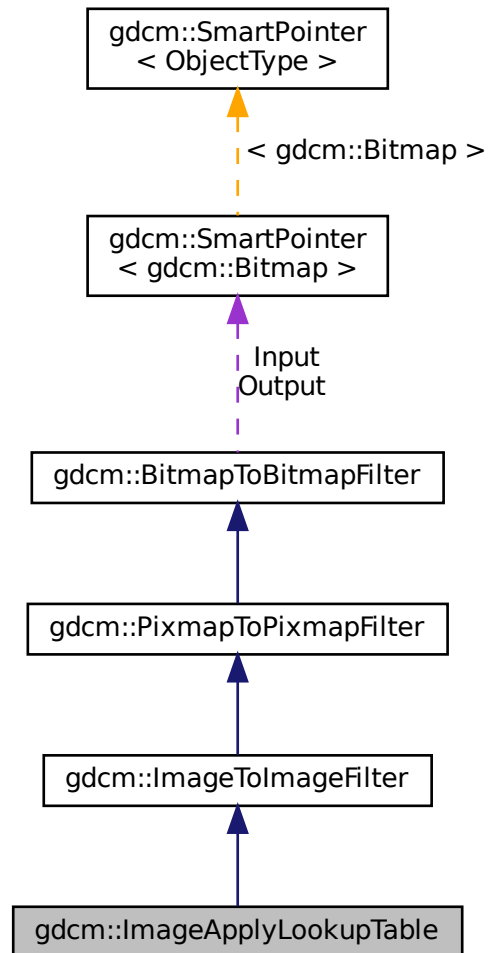 gdcm::SmartPointer
< ObjectType >
< gdcm::Bitmap >
gdcm::SmartPointer
< gdcm::Bitmap >
Input
Output
gdcm::BitmapToBitmapFilter
gdcm::PixmapToPixmapFilter
gdcm::ImageToImageFilter
gdcm::ImageApplyLookupTable